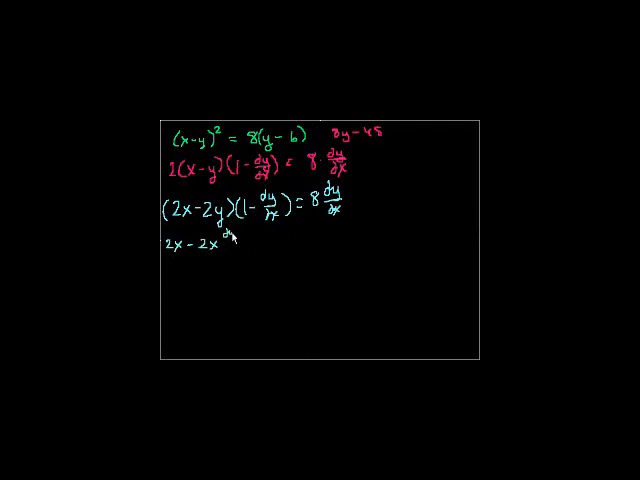 (x-y)² = 8(y-6) 8y-48
2(x-y)(1-dy/dx) = 8·dy/dx
(2x-2y)(1-dy/dx) = 8 dy/dx
2x-2x dy